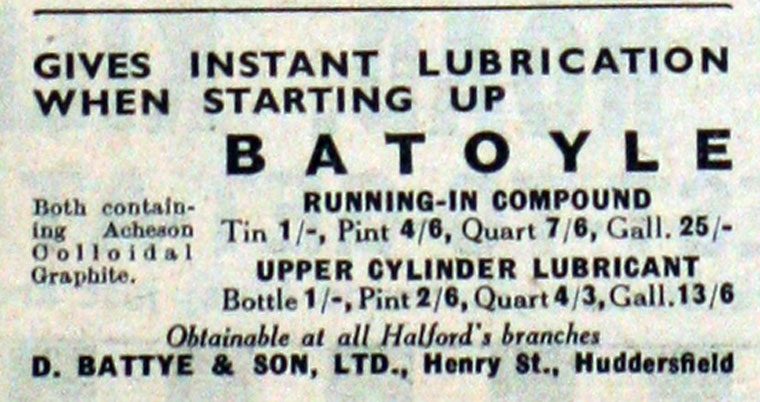 GIVES INSTANT LUBRICATION
WHEN STARTING UP
BATOYLE
Both contain-
ing Acheson
Colloidal
Graphite.
RUNNING-IN COMPOUND
Tin 1/-, Pint 4/6, Quart 7/6, Gall. 25/-
UPPER CYLINDER LUBRICANT
Bottle 1/-, Pint 2/6, Quart 4/3, Gall. 13/6
Obtainable at all Halford's branches
D. BATTYE & SON, LTD., Henry St., Huddersfield